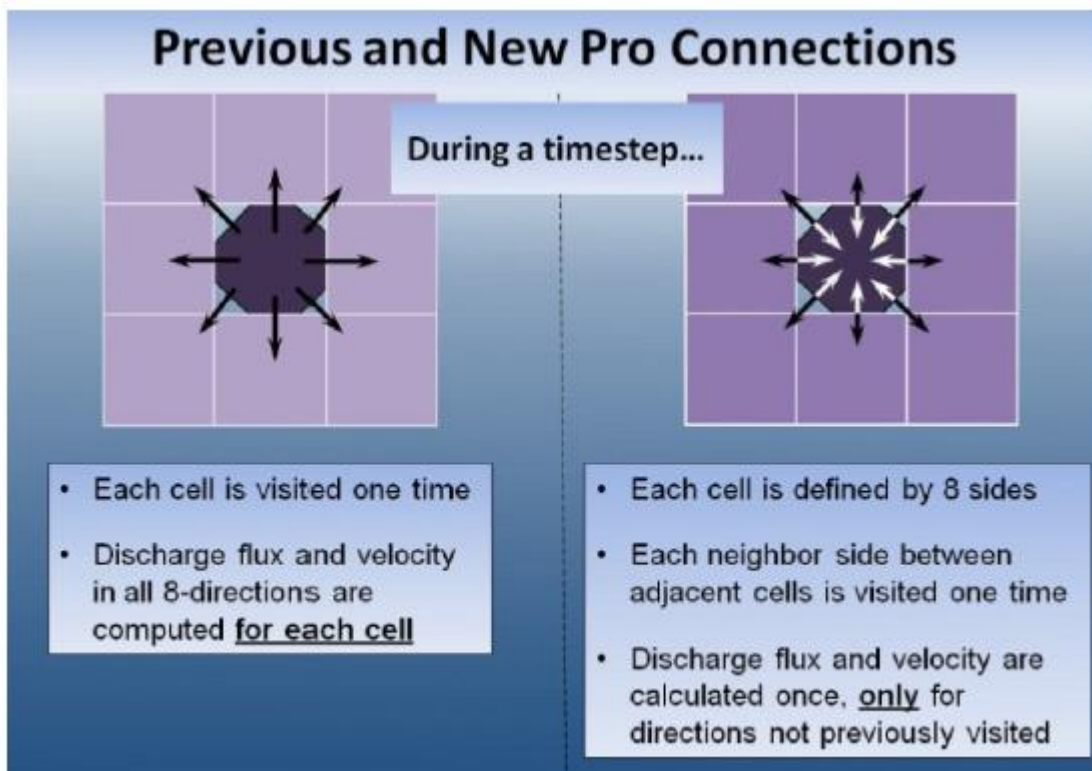 Previous and New Pro Connections
During a timestep...
• Each cell is visited one time
• Discharge flux and velocity
in all 8-directions are
computed for each cell
• Each cell is defined by 8 sides
• Each neighbor side between
adjacent cells is visited one time
• Discharge flux and velocity are
calculated once, only for
directions not previously visited